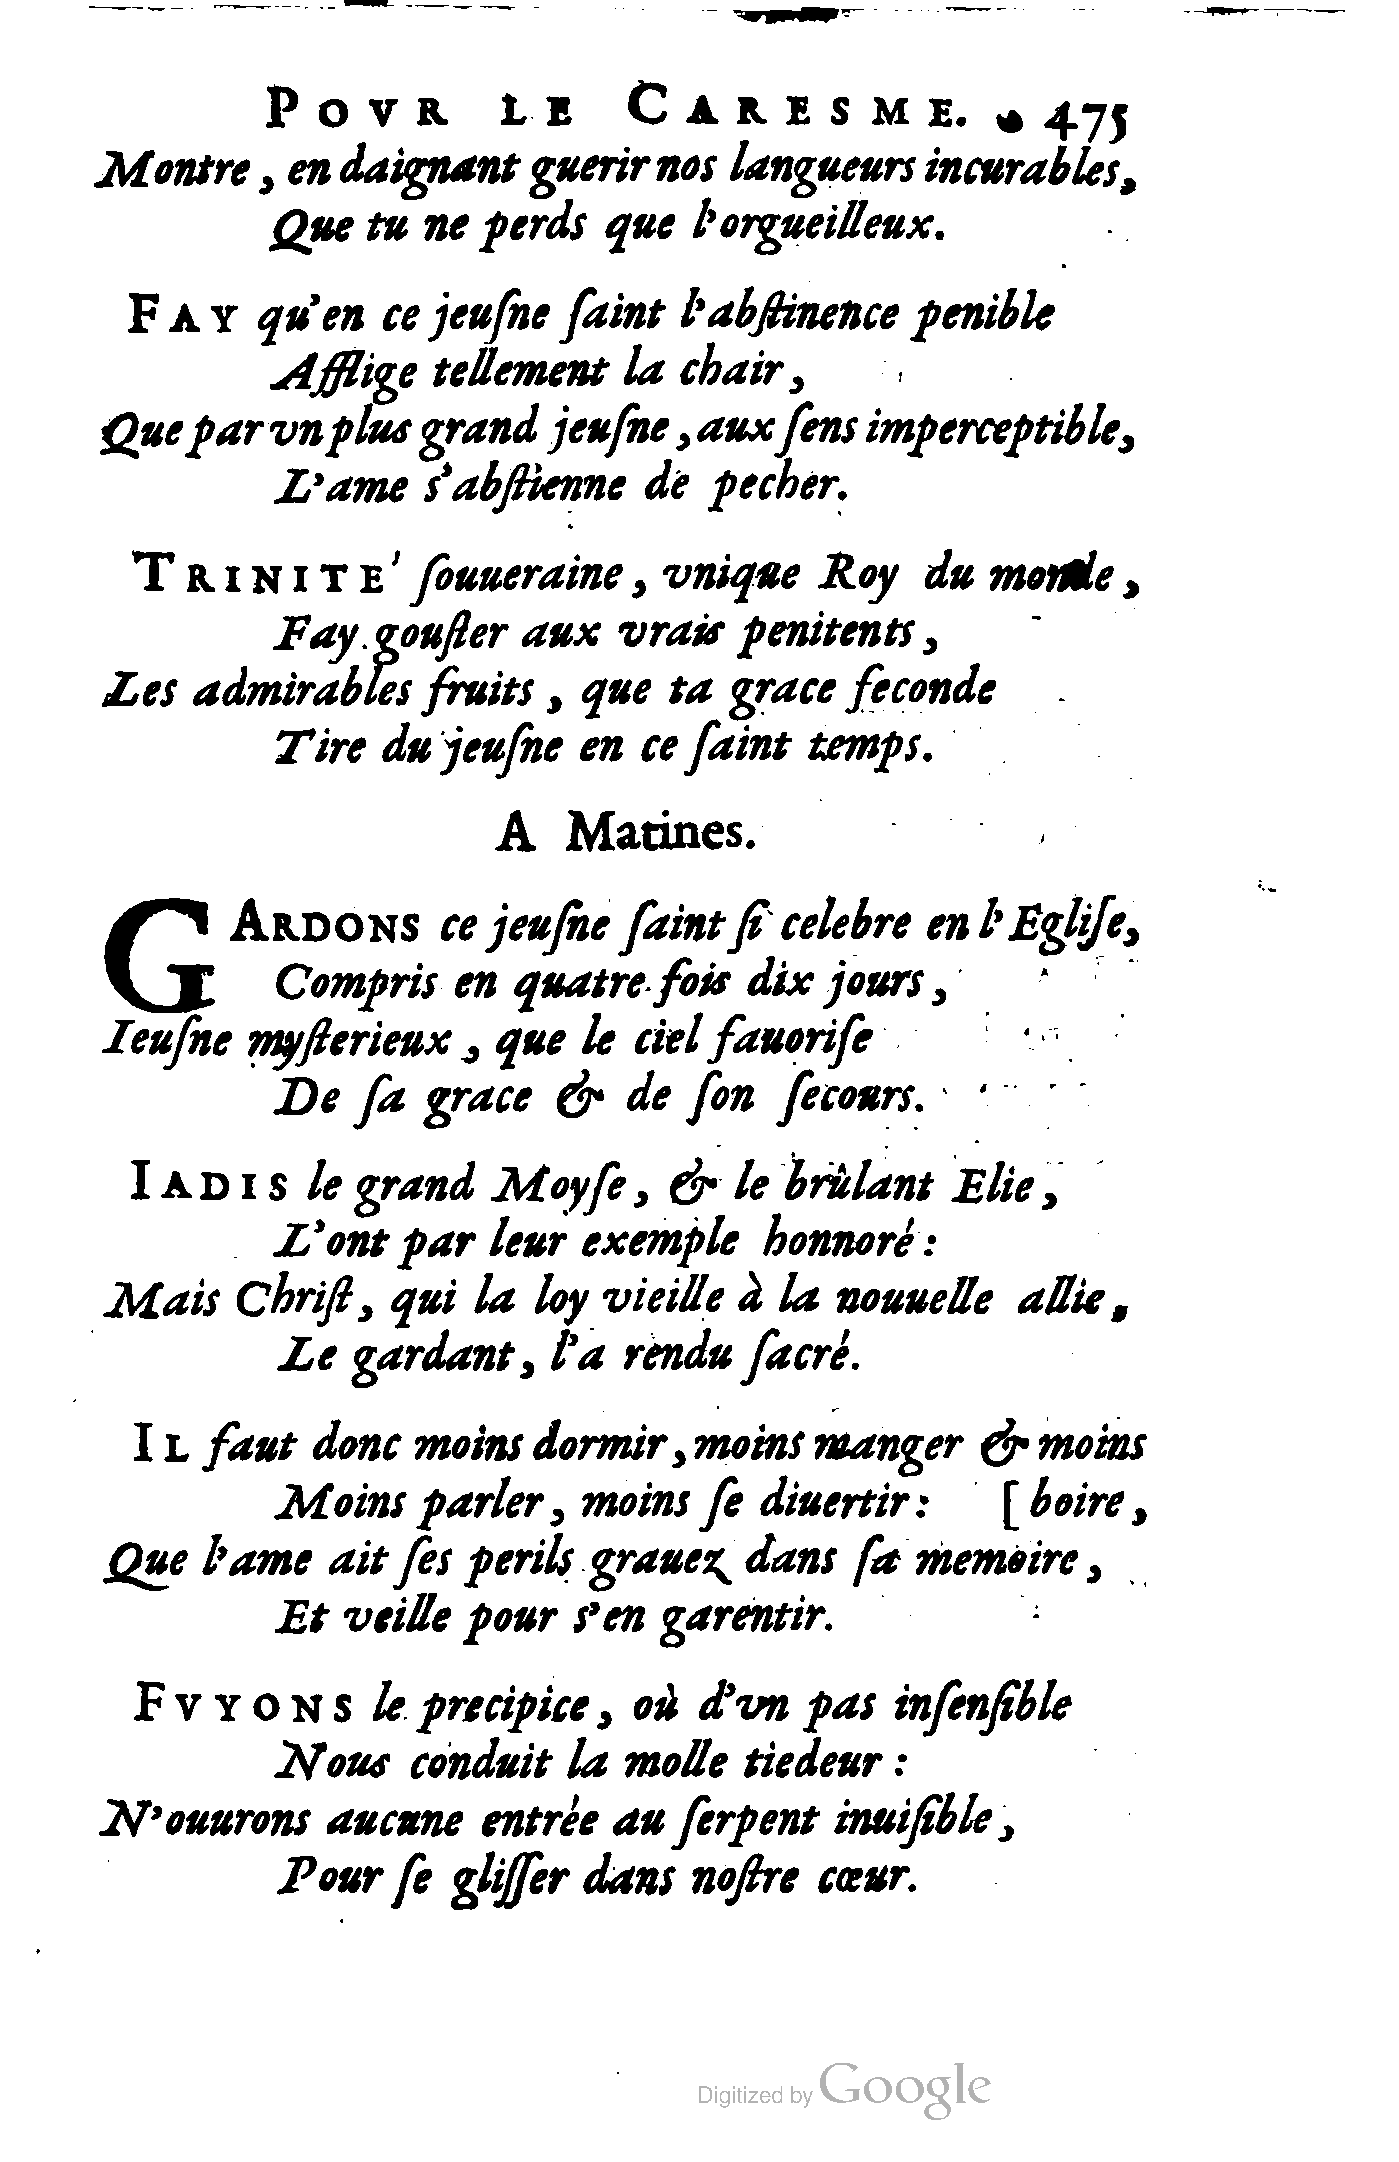 POVR LE CARESME. 475
Montre, en daignant guerir nos langueurs incurables,
Que tu ne perds que l'orgueilleux.
FAY qu'en ce jeuſne ſaint l'abſtinence penible
Afflige tellement la chair,
Que par vn plus grand jeuſne, aux ſens imperceptible,
L'ame s'abſtienne de pecher.
TRINITE' ſouueraine, vnique Roy du monde,
Fay gouſter aux vrais penitents,
Les admirables fruits, que ta grace feconde
Tire du jeuſne en ce ſaint temps.
A Matines.
GARDONS ce jeuſne ſaint ſi celebre en l'Egliſe,
Compris en quatre fois dix jours,
Ieuſne myſterieux, que le ciel fauoriſe
De ſa grace & de ſon ſecours.
IADIS le grand Moyſe, & le brûlant Elie,
L'ont par leur exemple honnoré :
Mais Chriſt, qui la loy vieille à la nouuelle allie,
Le gardant, l'a rendu ſacré.
IL faut donc moins dormir, moins manger & moins
Moins parler, moins ſe diuertir : [ boire,
Que l'ame ait ſes perils grauez dans ſa memoire,
Et veille pour s'en garentir.
FVYONS le precipice, où d'vn pas inſenſible
Nous conduit la molle tiedeur :
N'ouurons aucune entrée au ſerpent inuiſible,
Pour ſe gliſſer dans noſtre cœur.
Digitized by Google